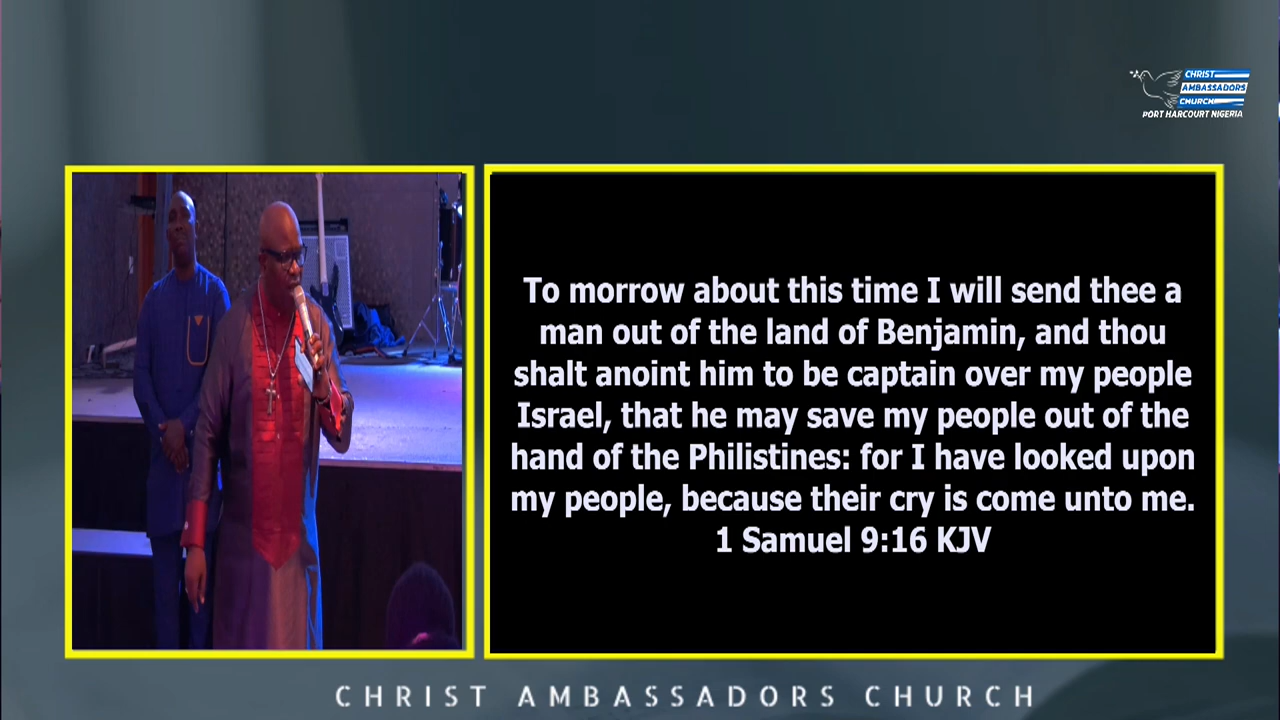 CHRIST
AMBASSADORS
CHURCH
PORT HARCOURT NIGERIA
To morrow about this time I will send thee a
man out of the land of Benjamin, and thou
shalt anoint him to be captain over my people
Israel, that he may save my people out of the
hand of the Philistines: for I have looked upon
my people, because their cry is come unto me.
1 Samuel 9:16 KJV
CHRIST AMBASSADORS CHURCH